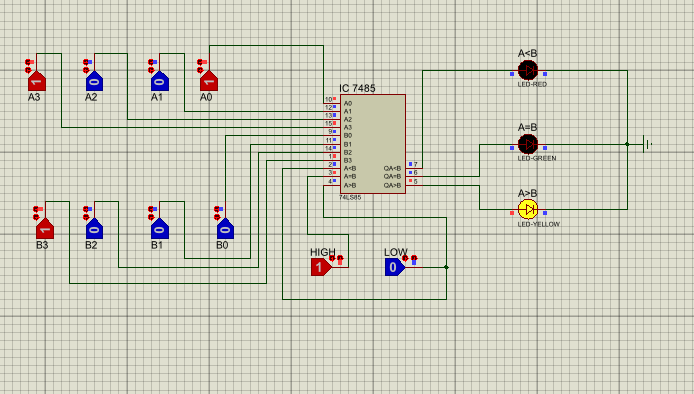 A<B
LED-RED
1 0 0 1
A3 A2 A1 A0
IC 7485
10 A0
12 A1
13 A2
15 A3
9 B0
11 B1
14 B2
1 B3
2 A<B QA<B 7
3 A=B QA=B 6
4 A>B QA>B 5
74LS85
A=B
LED-GREEN
A>B
LED-YELLOW
1 0 0 0
B3 B2 B1 B0
HIGH LOW
1 0